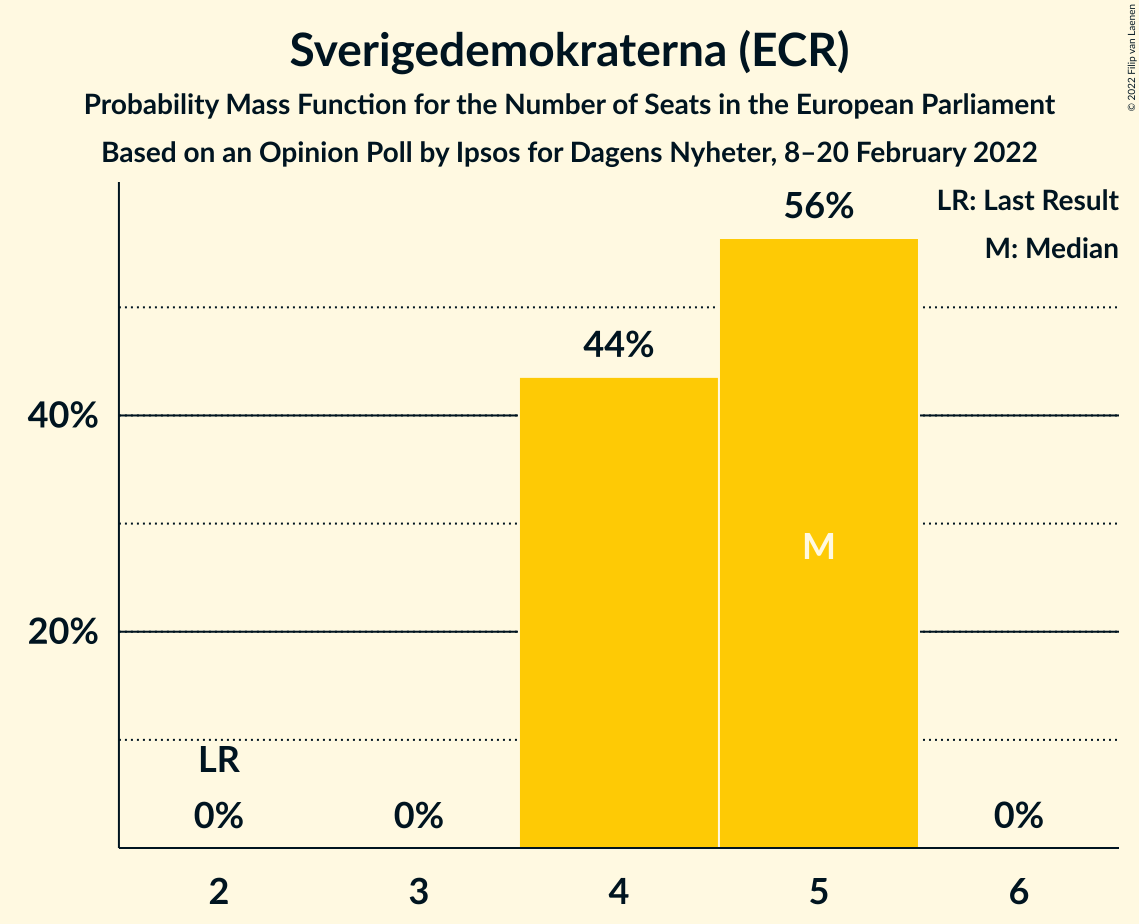 Sverigedemokraterna (ECR)
Probability Mass Function for the Number of Seats in the European Parliament
Based on an Opinion Poll by Ipsos for Dagens Nyheter, 8–20 February 2022
© 2022 Filip van Laenen
LR: Last Result
M: Median
56%
44%
40%
M
20%
LR
0%
0%
0%
2
3
4
5
6